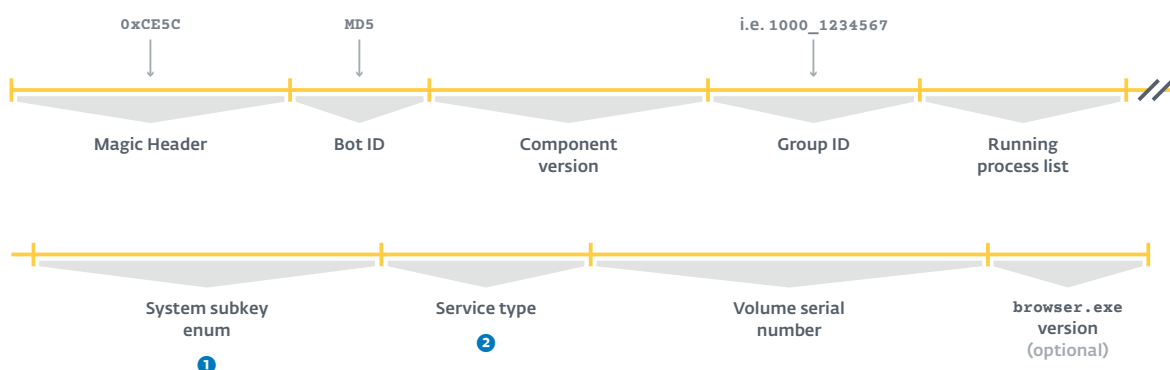 0xCE5C MD5 i.e. 1000_1234567
Magic Header Bot ID Component Group ID Running
version process list
System subkey Service type Volume serial browser.exe
enum number version
1 2 (optional)